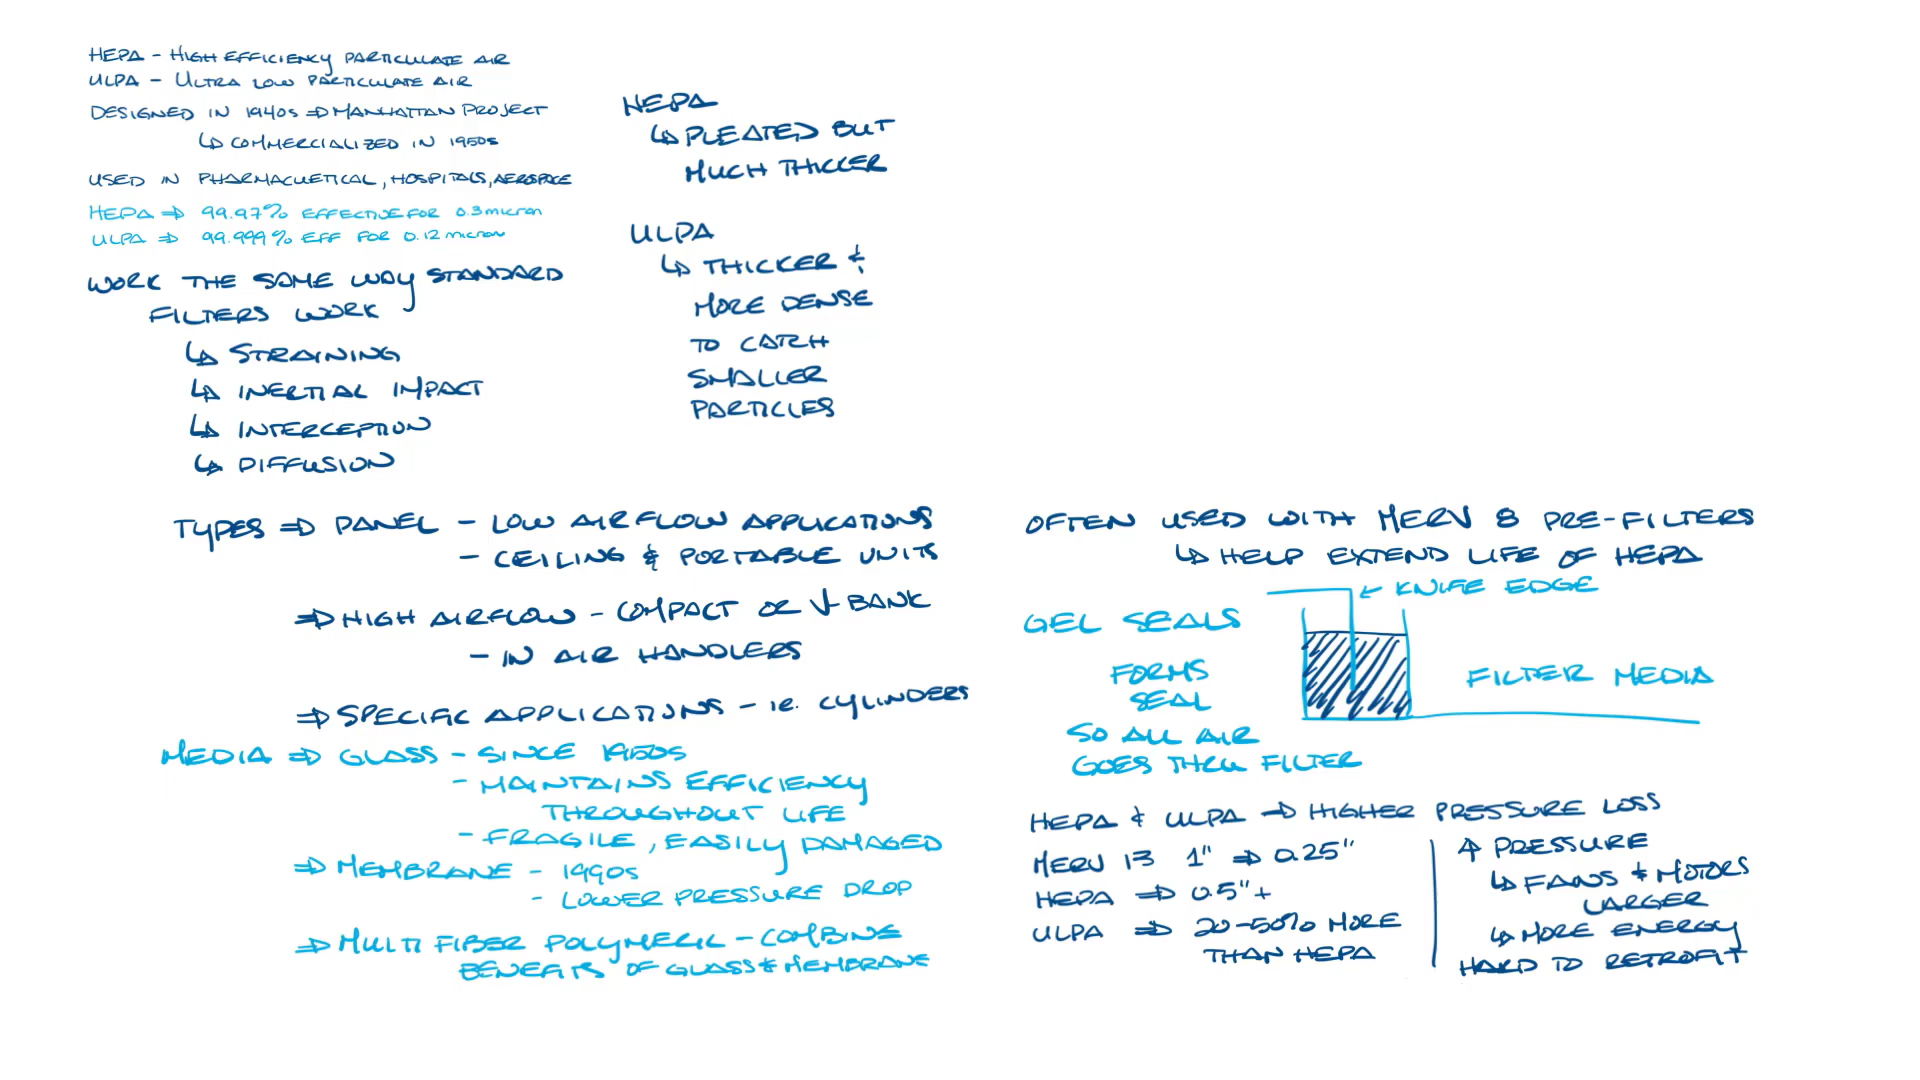 HEPA - HIGH EFFICIENCY PARTICULATE AIR
ULPA - ULTRA LOW PARTICULATE AIR
DESIGNED IN 1940s ⇒ MANHATTAN PROJECT
↳ COMMERCIALIZED IN 1950s
USED IN PHARMACUETICAL, HOSPITALS, AEROSPACE
HEPA ⇒ 99.97% EFFECTIVE FOR 0.3 micron
ULPA ⇒ 99.999% EFF FOR 0.12 micron
WORK THE SAME WAY STANDARD
FILTERS WORK
↳ STRAINING
↳ INERTIAL IMPACT
↳ INTERCEPTION
↳ DIFFUSION
HEPA
↳ PLEATED BUT
MUCH THICKER
ULPA
↳ THICKER &
MORE DENSE
TO CATCH
SMALLER
PARTICLES
TYPES ⇒ PANEL - LOW AIRFLOW APPLICATIONS
- CEILING & PORTABLE UNITS
⇒ HIGH AIRFLOW - COMPACT OR V BANK
- IN AIR HANDLERS
⇒ SPECIFIC APPLICATIONS - ie. CYLINDERS
MEDIA ⇒ GLASS - SINCE 1950S
- MAINTAINS EFFICIENCY
THROUGHOUT LIFE
- FRAGILE, EASILY DAMAGED
⇒ MEMBRANE - 1990s
- LOWER PRESSURE DROP
⇒ MULTI FIBER POLYMERIC - COMBINE
BENEFITS OF GLASS & MEMBRANE
OFTEN USED WITH MERV 8 PRE-FILTERS
↳ HELP EXTEND LIFE OF HEPA
← KNIFE EDGE
GEL SEALS
FORMS
SEAL
SO ALL AIR
GOES THRU FILTER
FILTER MEDIA
HEPA & ULPA ⇒ HIGHER PRESSURE LOSS
MERV 13 1" ⇒ 0.25"
HEPA ⇒ 0.5"+
ULPA ⇒ 20-50% MORE
THAN HEPA
↑ PRESSURE
↳ FANS & MOTORS
LARGER
↳ MORE ENERGY
HARD TO RETROFIT